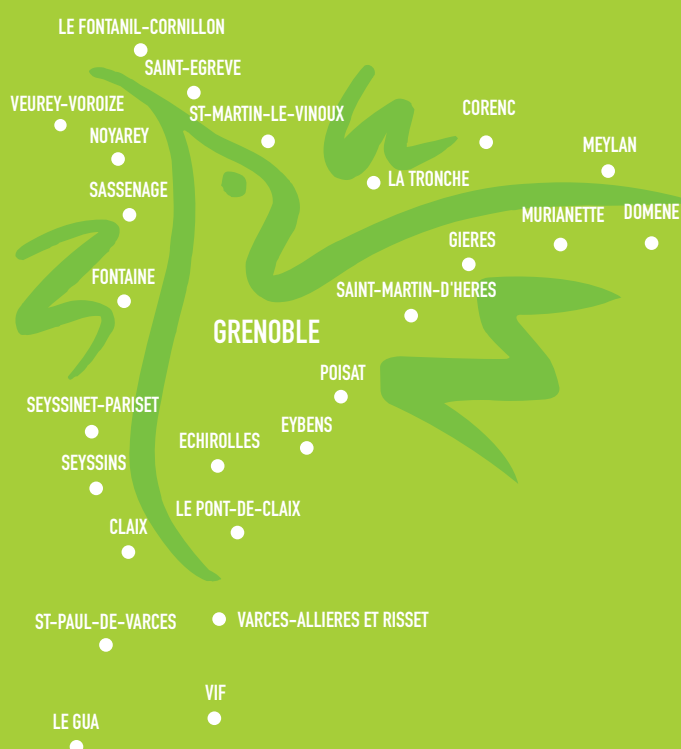 LE FONTANIL-CORNILLON
SAINT-EGREVE
VEUREY-VOROIZE
ST-MARTIN-LE-VINOUX
CORENC
NOYAREY
MEYLAN
LA TRONCHE
SASSENAGE
MURIANETTE
DOMENE
GIERES
FONTAINE
SAINT-MARTIN-D'HERES
GRENOBLE
POISAT
SEYSSINET-PARISET
EYBENS
ECHIROLLES
SEYSSINS
LE PONT-DE-CLAIX
CLAIX
ST-PAUL-DE-VARCES
VARCES-ALLIERES ET RISSET
VIF
LE GUA